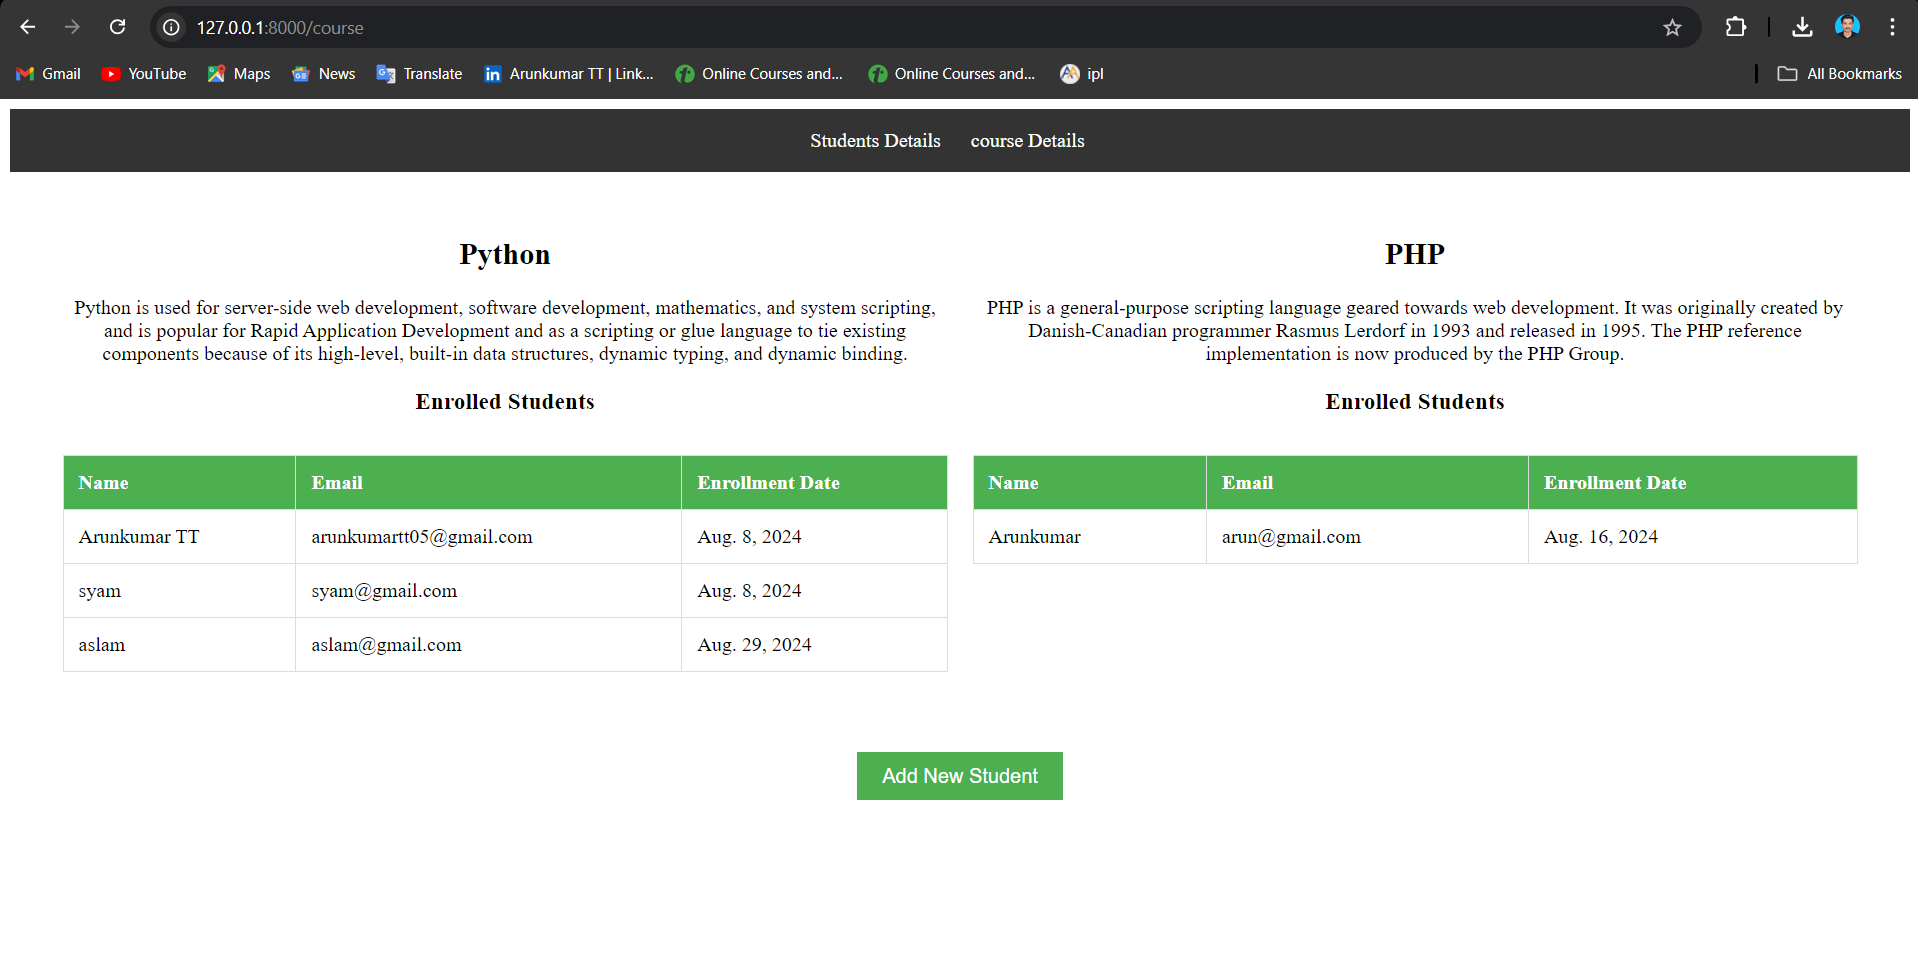 127.0.0.1:8000/course
Gmail YouTube Maps News Translate Arunkumar TT | Link... Online Courses and... Online Courses and... ipl All Bookmarks
Students Details course Details
Python
Python is used for server-side web development, software development, mathematics, and system scripting,
and is popular for Rapid Application Development and as a scripting or glue language to tie existing
components because of its high-level, built-in data structures, dynamic typing, and dynamic binding.
Enrolled Students
Name Email Enrollment Date
Arunkumar TT arunkumartt05@gmail.com Aug. 8, 2024
syam syam@gmail.com Aug. 8, 2024
aslam aslam@gmail.com Aug. 29, 2024
PHP
PHP is a general-purpose scripting language geared towards web development. It was originally created by
Danish-Canadian programmer Rasmus Lerdorf in 1993 and released in 1995. The PHP reference
implementation is now produced by the PHP Group.
Enrolled Students
Name Email Enrollment Date
Arunkumar arun@gmail.com Aug. 16, 2024
Add New Student